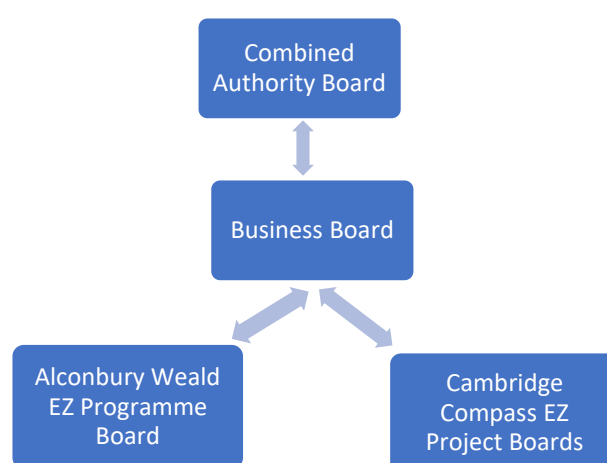 Combined
Authority Board
Business Board
Alconbury Weald
EZ Programme
Board
Cambridge
Compass EZ
Project Boards